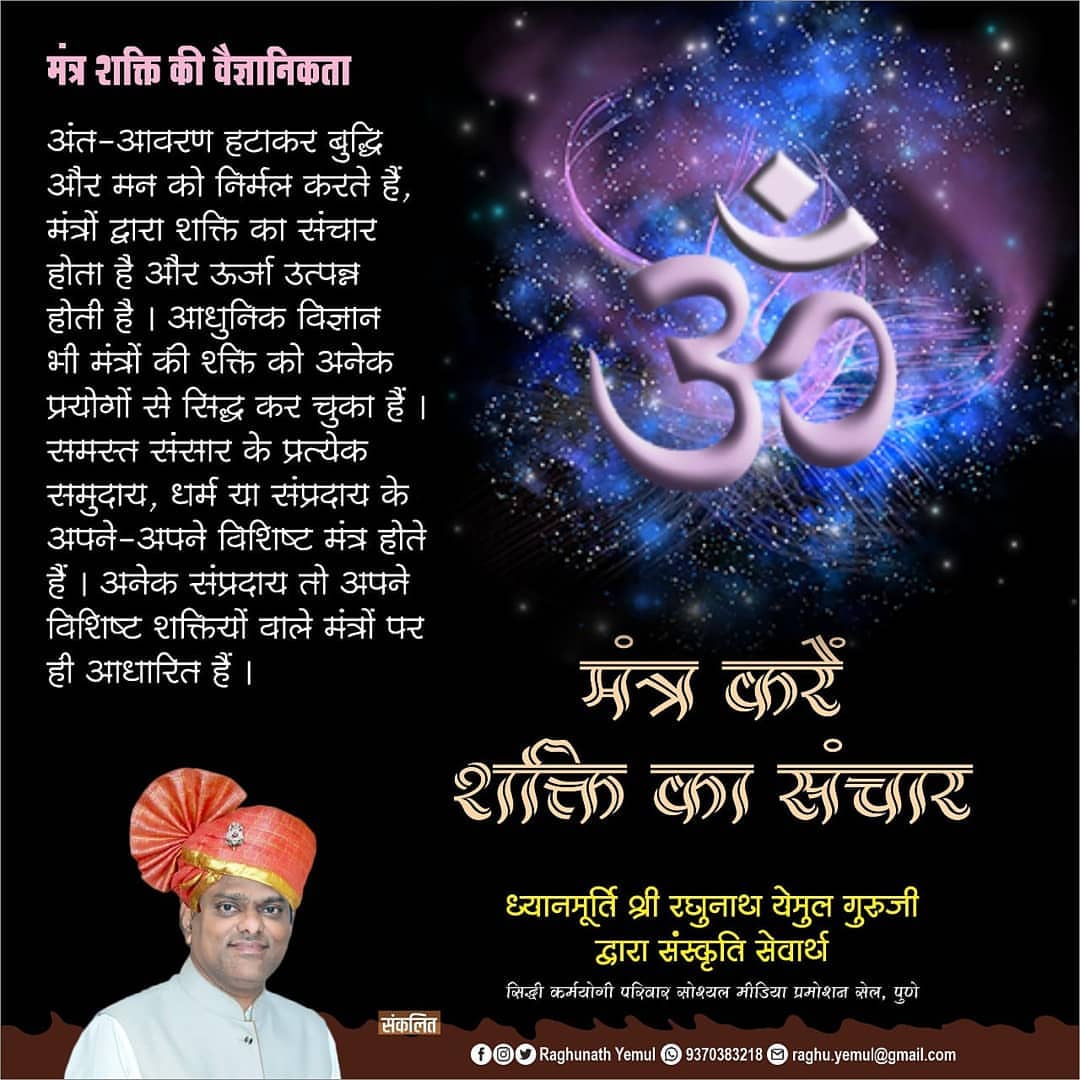 मंत्र शक्ति की वैज्ञानिकता
अंत-आवरण हटाकर बुद्धि
और मन को निर्मल करते हैं,
मंत्रों द्वारा शक्ति का संचार
होता है और ऊर्जा उत्पन्न
होती है । आधुनिक विज्ञान
भी मंत्रों की शक्ति को अनेक
प्रयोगों से सिद्ध कर चुका हैं ।
समस्त संसार के प्रत्येक
समुदाय, धर्म या संप्रदाय के
अपने-अपने विशिष्ट मंत्र होते
हैं । अनेक संप्रदाय तो अपने
विशिष्ट शक्तियों वाले मंत्रों पर
ही आधारित हैं ।
ॐ
मंत्र करें
शक्ति का संचार
ध्यानमूर्ति श्री रघुनाथ येमुल गुरुजी
द्वारा संस्कृति सेवार्थ
सिद्धी कर्मयोगी परिवार सोश्यल मीडिया प्रमोशन सेल, पुणे
संकलित
Raghunath Yemul 9370383218 raghu.yemul@gmail.com